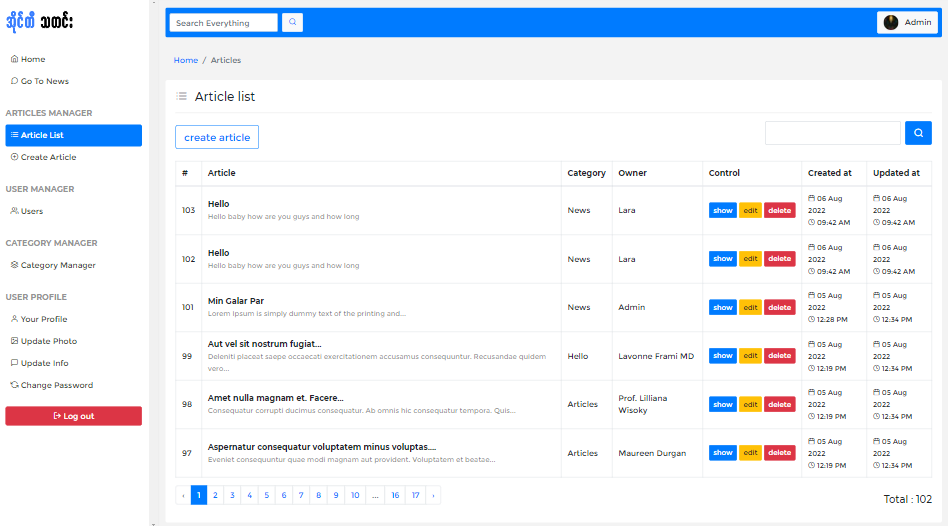 အိုင်တီ သတင်း
Home
Go To News
ARTICLES MANAGER
Article List
Create Article
USER MANAGER
Users
CATEGORY MANAGER
Category Manager
USER PROFILE
Your Profile
Update Photo
Update Info
Change Password
Log out
Search Everything
Admin
Home / Articles
Article list
create article
# Article Category Owner Control Created at Updated at
103 Hello News Lara show edit delete 06 Aug 2022 09:42 AM 06 Aug 2022 09:42 AM
Hello baby how are you guys and how long
102 Hello News Lara show edit delete 06 Aug 2022 09:42 AM 06 Aug 2022 09:42 AM
Hello baby how are you guys and how long
101 Min Galar Par News Admin show edit delete 05 Aug 2022 12:28 PM 05 Aug 2022 12:34 PM
Lorem Ipsum is simply dummy text of the printing and...
99 Aut vel sit nostrum fugiat... Hello Lavonne Frami MD show edit delete 05 Aug 2022 12:19 PM 05 Aug 2022 12:34 PM
Deleniti placeat saepe occaecati exercitationem accusamus consequuntur. Recusandae quidem
vero...
98 Amet nulla magnam et. Facere... Articles Prof. Lilliana Wisoky show edit delete 05 Aug 2022 12:19 PM 05 Aug 2022 12:34 PM
Consequatur corrupti ducimus consequatur. Ab omnis hic consequatur tempora. Quis...
97 Aspernatur consequatur voluptatem minus voluptas.... Articles Maureen Durgan show edit delete 05 Aug 2022 12:19 PM 05 Aug 2022 12:34 PM
Eveniet consequuntur quae modi magnam aut provident. Voluptatem et beatae...
‹ 1 2 3 4 5 6 7 8 9 10 ... 16 17 ›
Total : 102